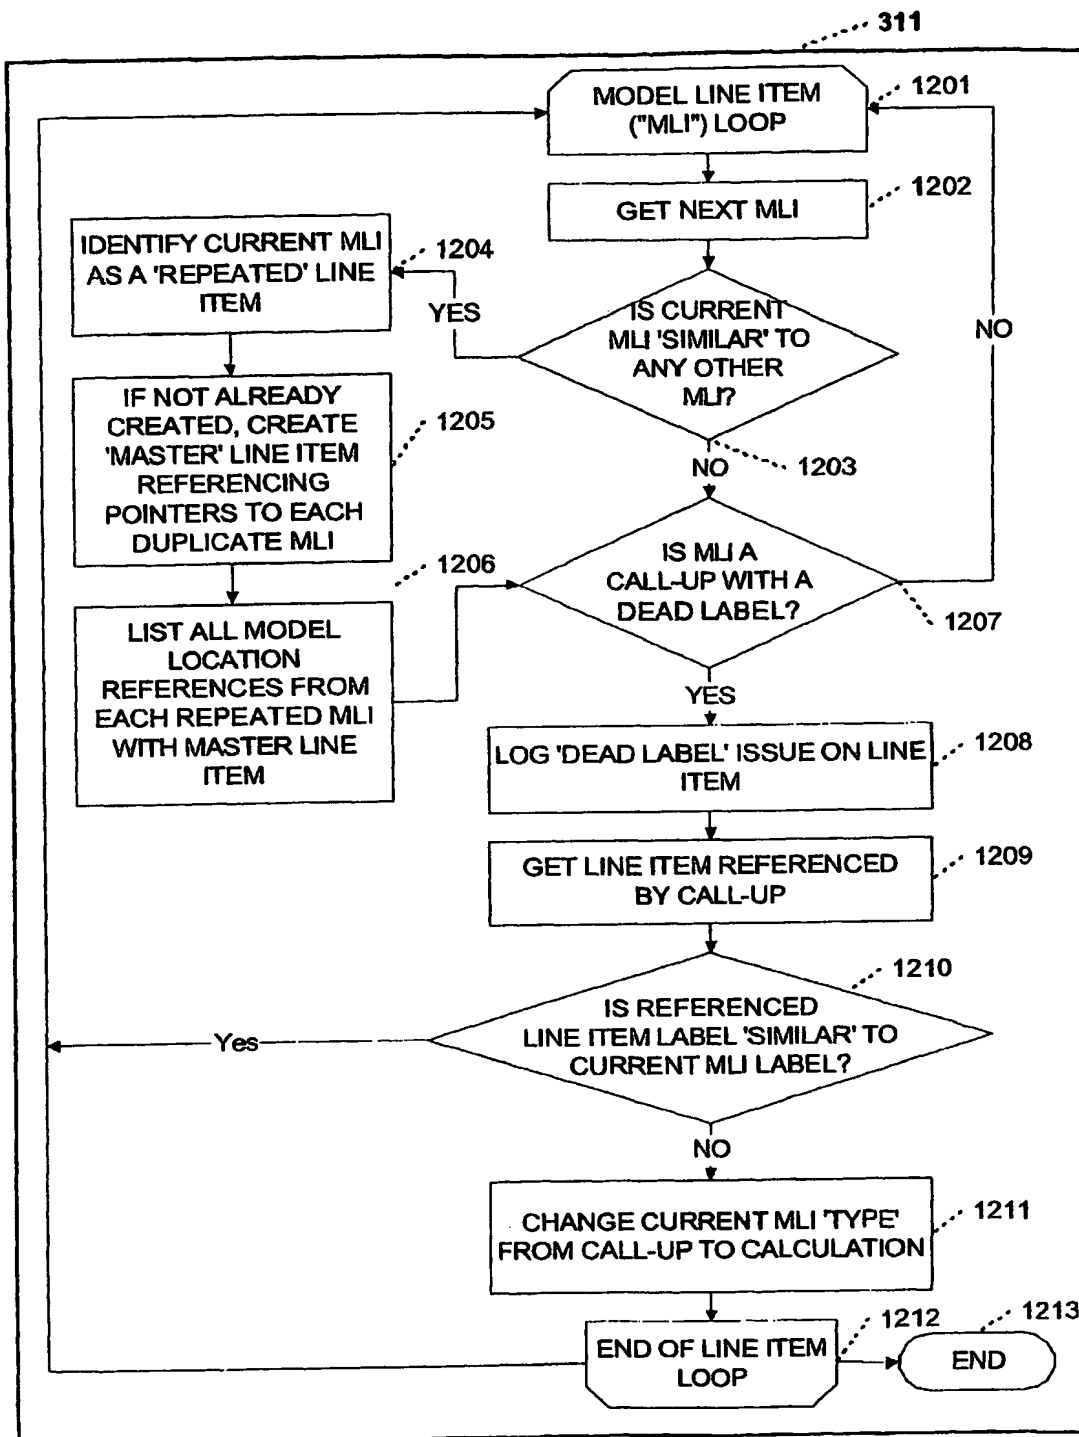 311
MODEL LINE ITEM
("MLI") LOOP
1201
GET NEXT MLI
1202
IDENTIFY CURRENT MLI
AS A 'REPEATED' LINE
ITEM
1204
YES
IS CURRENT
MLI 'SIMILAR' TO
ANY OTHER
MLI?
NO
1203
NO
IF NOT ALREADY
CREATED, CREATE
'MASTER' LINE ITEM
REFERENCING
POINTERS TO EACH
DUPLICATE MLI
1205
IS MLI A
CALL-UP WITH A
DEAD LABEL?
1207
1206
LIST ALL MODEL
LOCATION
REFERENCES FROM
EACH REPEATED MLI
WITH MASTER LINE
ITEM
YES
LOG 'DEAD LABEL' ISSUE ON LINE
ITEM
1208
GET LINE ITEM REFERENCED
BY CALL-UP
1209
1210
IS REFERENCED
LINE ITEM LABEL 'SIMILAR' TO
CURRENT MLI LABEL?
Yes
NO
CHANGE CURRENT MLI 'TYPE'
FROM CALL-UP TO CALCULATION
1211
END OF LINE ITEM
LOOP
1212
END
1213